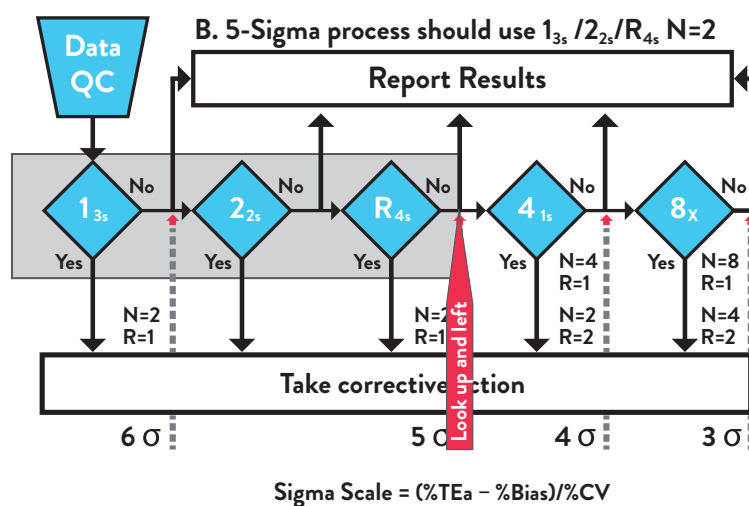 B. 5-Sigma process should use 1₃ₛ /2₂ₛ/R₄ₛ N=2
Data
QC
Report Results
No No No No No
1₃ₛ 2₂ₛ R₄ₛ 4₁ₛ 8ₓ
Yes Yes Yes Yes Yes
N=4 N=8
R=1 R=1
N=2 N=2 N=2 N=4
R=1 R=1 R=2 R=2
Look up and left
Take corrective action
6 σ 5 σ 4 σ 3 σ
Sigma Scale = (%TEa – %Bias)/%CV